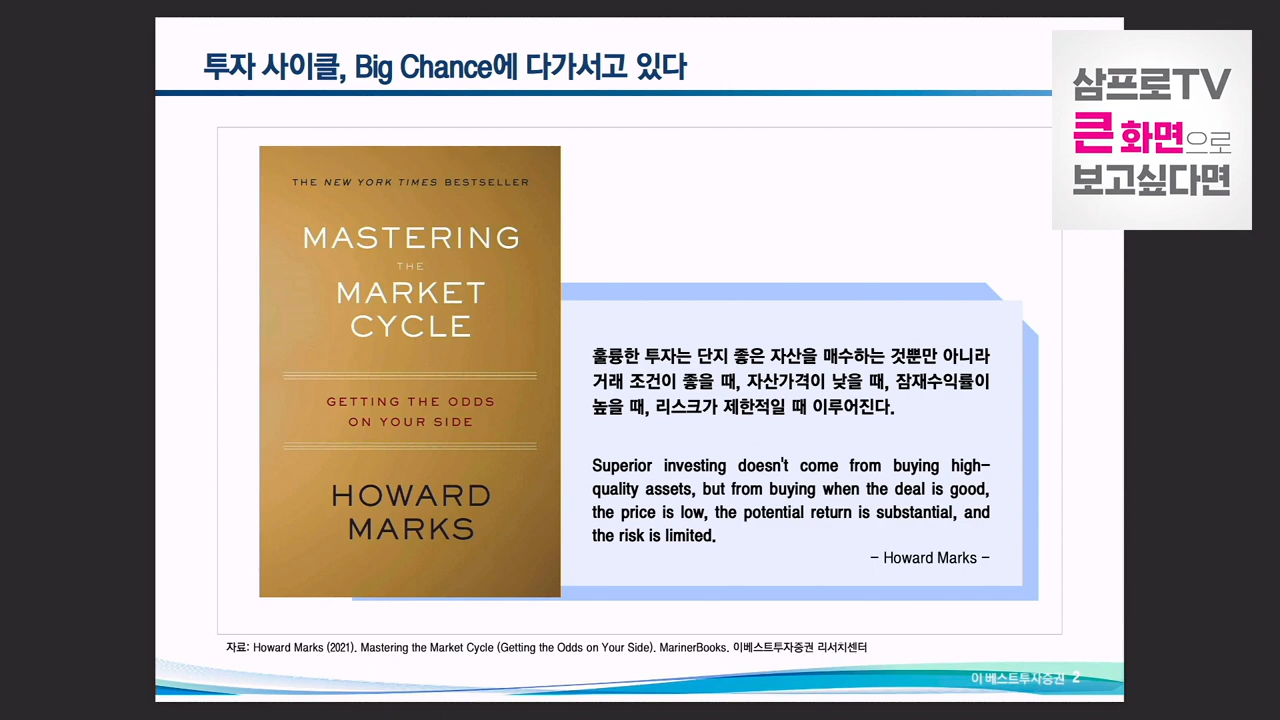 투자 사이클, Big Chance에 다가서고 있다
삼프로TV
큰 화면으로
보고싶다면
THE NEW YORK TIMES BESTSELLER
MASTERING
THE
MARKET
CYCLE
GETTING THE ODDS
ON YOUR SIDE
HOWARD
MARKS
훌륭한 투자는 단지 좋은 자산을 매수하는 것뿐만 아니라
거래 조건이 좋을 때, 자산가격이 낮을 때, 잠재수익률이
높을 때, 리스크가 제한적일 때 이루어진다.
Superior investing doesn't come from buying high-
quality assets, but from buying when the deal is good,
the price is low, the potential return is substantial, and
the risk is limited.
- Howard Marks -
자료: Howard Marks (2021). Mastering the Market Cycle (Getting the Odds on Your Side). MarinerBooks. 이베스트투자증권 리서치센터
이베스트투자증권 2